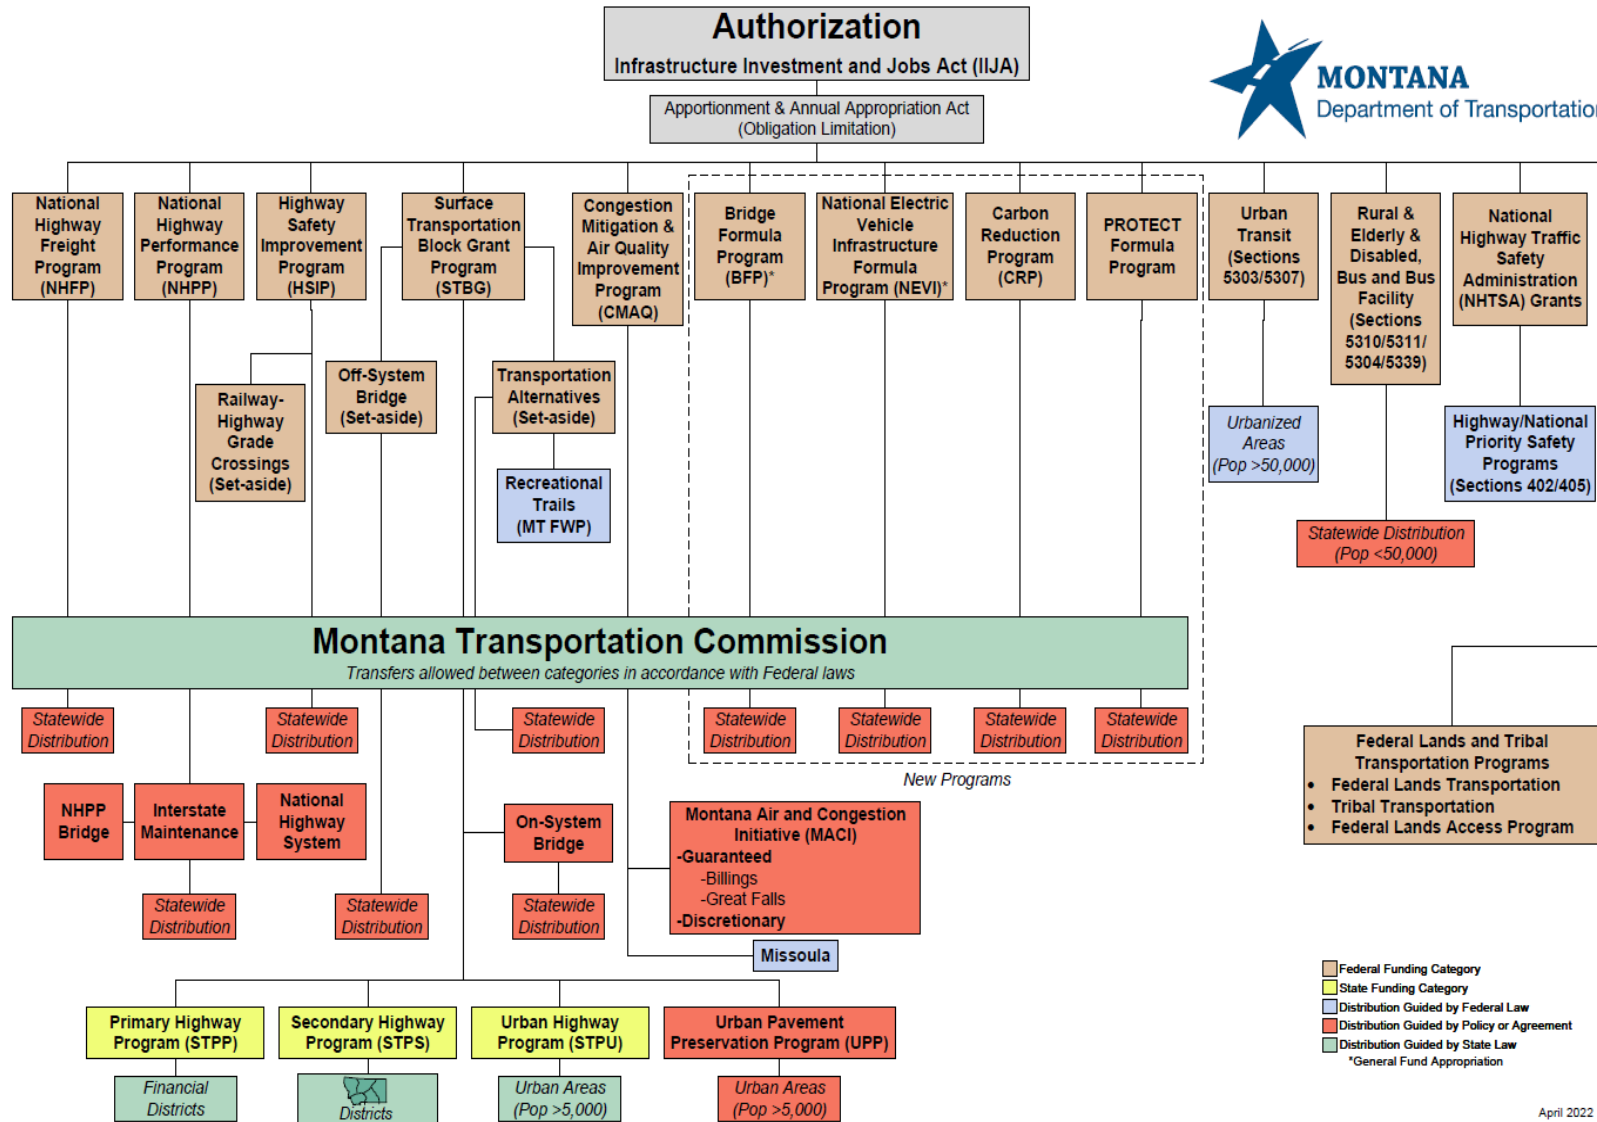 Authorization
Infrastructure Investment and Jobs Act (IIJA)
MONTANA
Department of Transportation
Apportionment & Annual Appropriation Act
(Obligation Limitation)
National
Highway
Freight
Program
(NHFP)
National
Highway
Performance
Program
(NHPP)
Highway
Safety
Improvement
Program
(HSIP)
Surface
Transportation
Block Grant
Program
(STBG)
Congestion
Mitigation &
Air Quality
Improvement
Program
(CMAQ)
Bridge
Formula
Program
(BFP)*
National Electric
Vehicle
Infrastructure
Formula
Program (NEVI)*
Carbon
Reduction
Program
(CRP)
PROTECT
Formula
Program
Urban
Transit
(Sections
5303/5307)
Rural &
Elderly &
Disabled,
Bus and Bus
Facility
(Sections
5310/5311/
5304/5339)
National
Highway Traffic
Safety
Administration
(NHTSA) Grants
Railway-
Highway
Grade
Crossings
(Set-aside)
Off-System
Bridge
(Set-aside)
Transportation
Alternatives
(Set-aside)
Recreational
Trails
(MT FWP)
Urbanized
Areas
(Pop >50,000)
Highway/National
Priority Safety
Programs
(Sections 402/405)
Statewide Distribution
(Pop <50,000)
Montana Transportation Commission
Transfers allowed between categories in accordance with Federal laws
Statewide
Distribution
Statewide
Distribution
Statewide
Distribution
Statewide
Distribution
Statewide
Distribution
Statewide
Distribution
Statewide
Distribution
New Programs
Federal Lands and Tribal
Transportation Programs
• Federal Lands Transportation
• Tribal Transportation
• Federal Lands Access Program
NHPP
Bridge
Interstate
Maintenance
National
Highway
System
On-System
Bridge
Montana Air and Congestion
Initiative (MACI)
-Guaranteed
-Billings
-Great Falls
-Discretionary
Statewide
Distribution
Statewide
Distribution
Statewide
Distribution
Missoula
Primary Highway
Program (STPP)
Secondary Highway
Program (STPS)
Urban Highway
Program (STPU)
Urban Pavement
Preservation Program (UPP)
Financial
Districts
Districts
Urban Areas
(Pop >5,000)
Urban Areas
(Pop >5,000)
Federal Funding Category
State Funding Category
Distribution Guided by Federal Law
Distribution Guided by Policy or Agreement
Distribution Guided by State Law
*General Fund Appropriation
April 2022